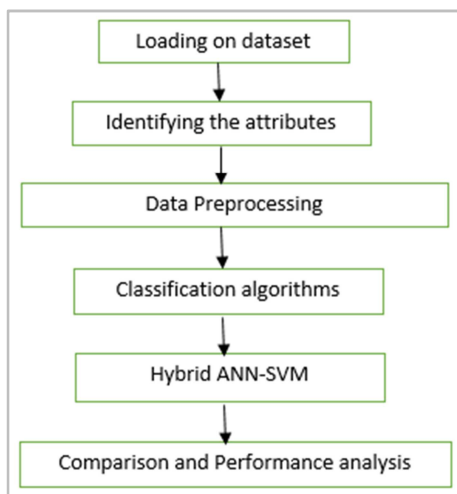 Loading on dataset
Identifying the attributes
Data Preprocessing
Classification algorithms
Hybrid ANN-SVM
Comparison and Performance analysis